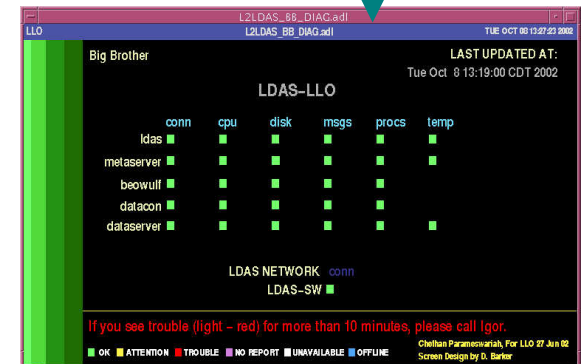 L2LDAS_BB_DIAG.adl
LLO L2LDAS_BB_DIAG.adl TUE OCT 08 13:27:23 2002
Big Brother LAST UPDATED AT:
Tue Oct 8 13:19:00 CDT 2002
LDAS-LLO
conn cpu disk msgs procs temp
ldas
metaserver
beowulf
datacon
dataserver
LDAS NETWORK conn
LDAS-SW
If you see trouble (light - red) for more than 10 minutes, please call Igor.
OK ATTENTION TROUBLE NO REPORT UNAVAILABLE OFFLINE
Chethan Parameswariah, For LLO 27 Jun 02
Screen Design by D. Barker